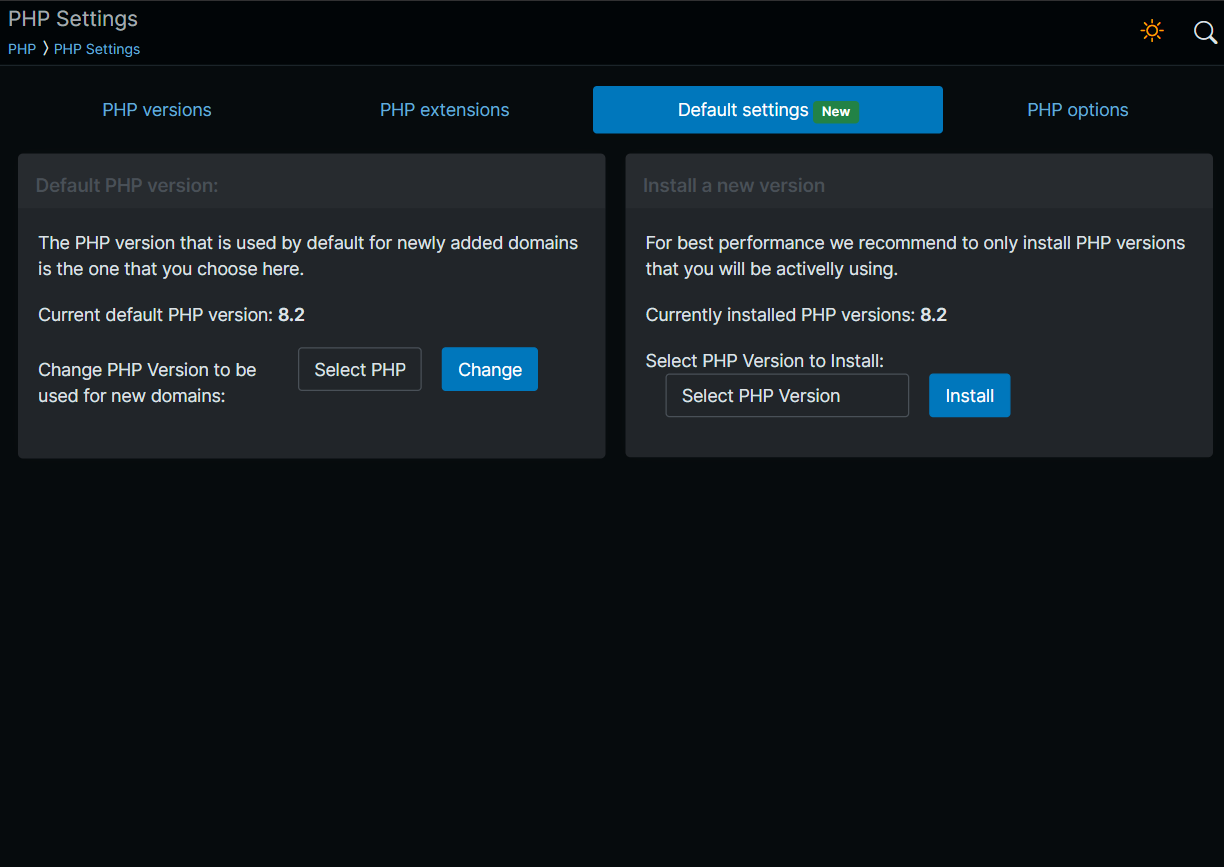 PHP Settings
PHP 〉 PHP Settings
PHP versions
PHP extensions
Default settings New
PHP options
Default PHP version:
The PHP version that is used by default for newly added domains
is the one that you choose here.
Current default PHP version: 8.2
Change PHP Version to be
used for new domains:
Select PHP
Change
Install a new version
For best performance we recommend to only install PHP versions
that you will be activelly using.
Currently installed PHP versions: 8.2
Select PHP Version to Install:
Select PHP Version
Install